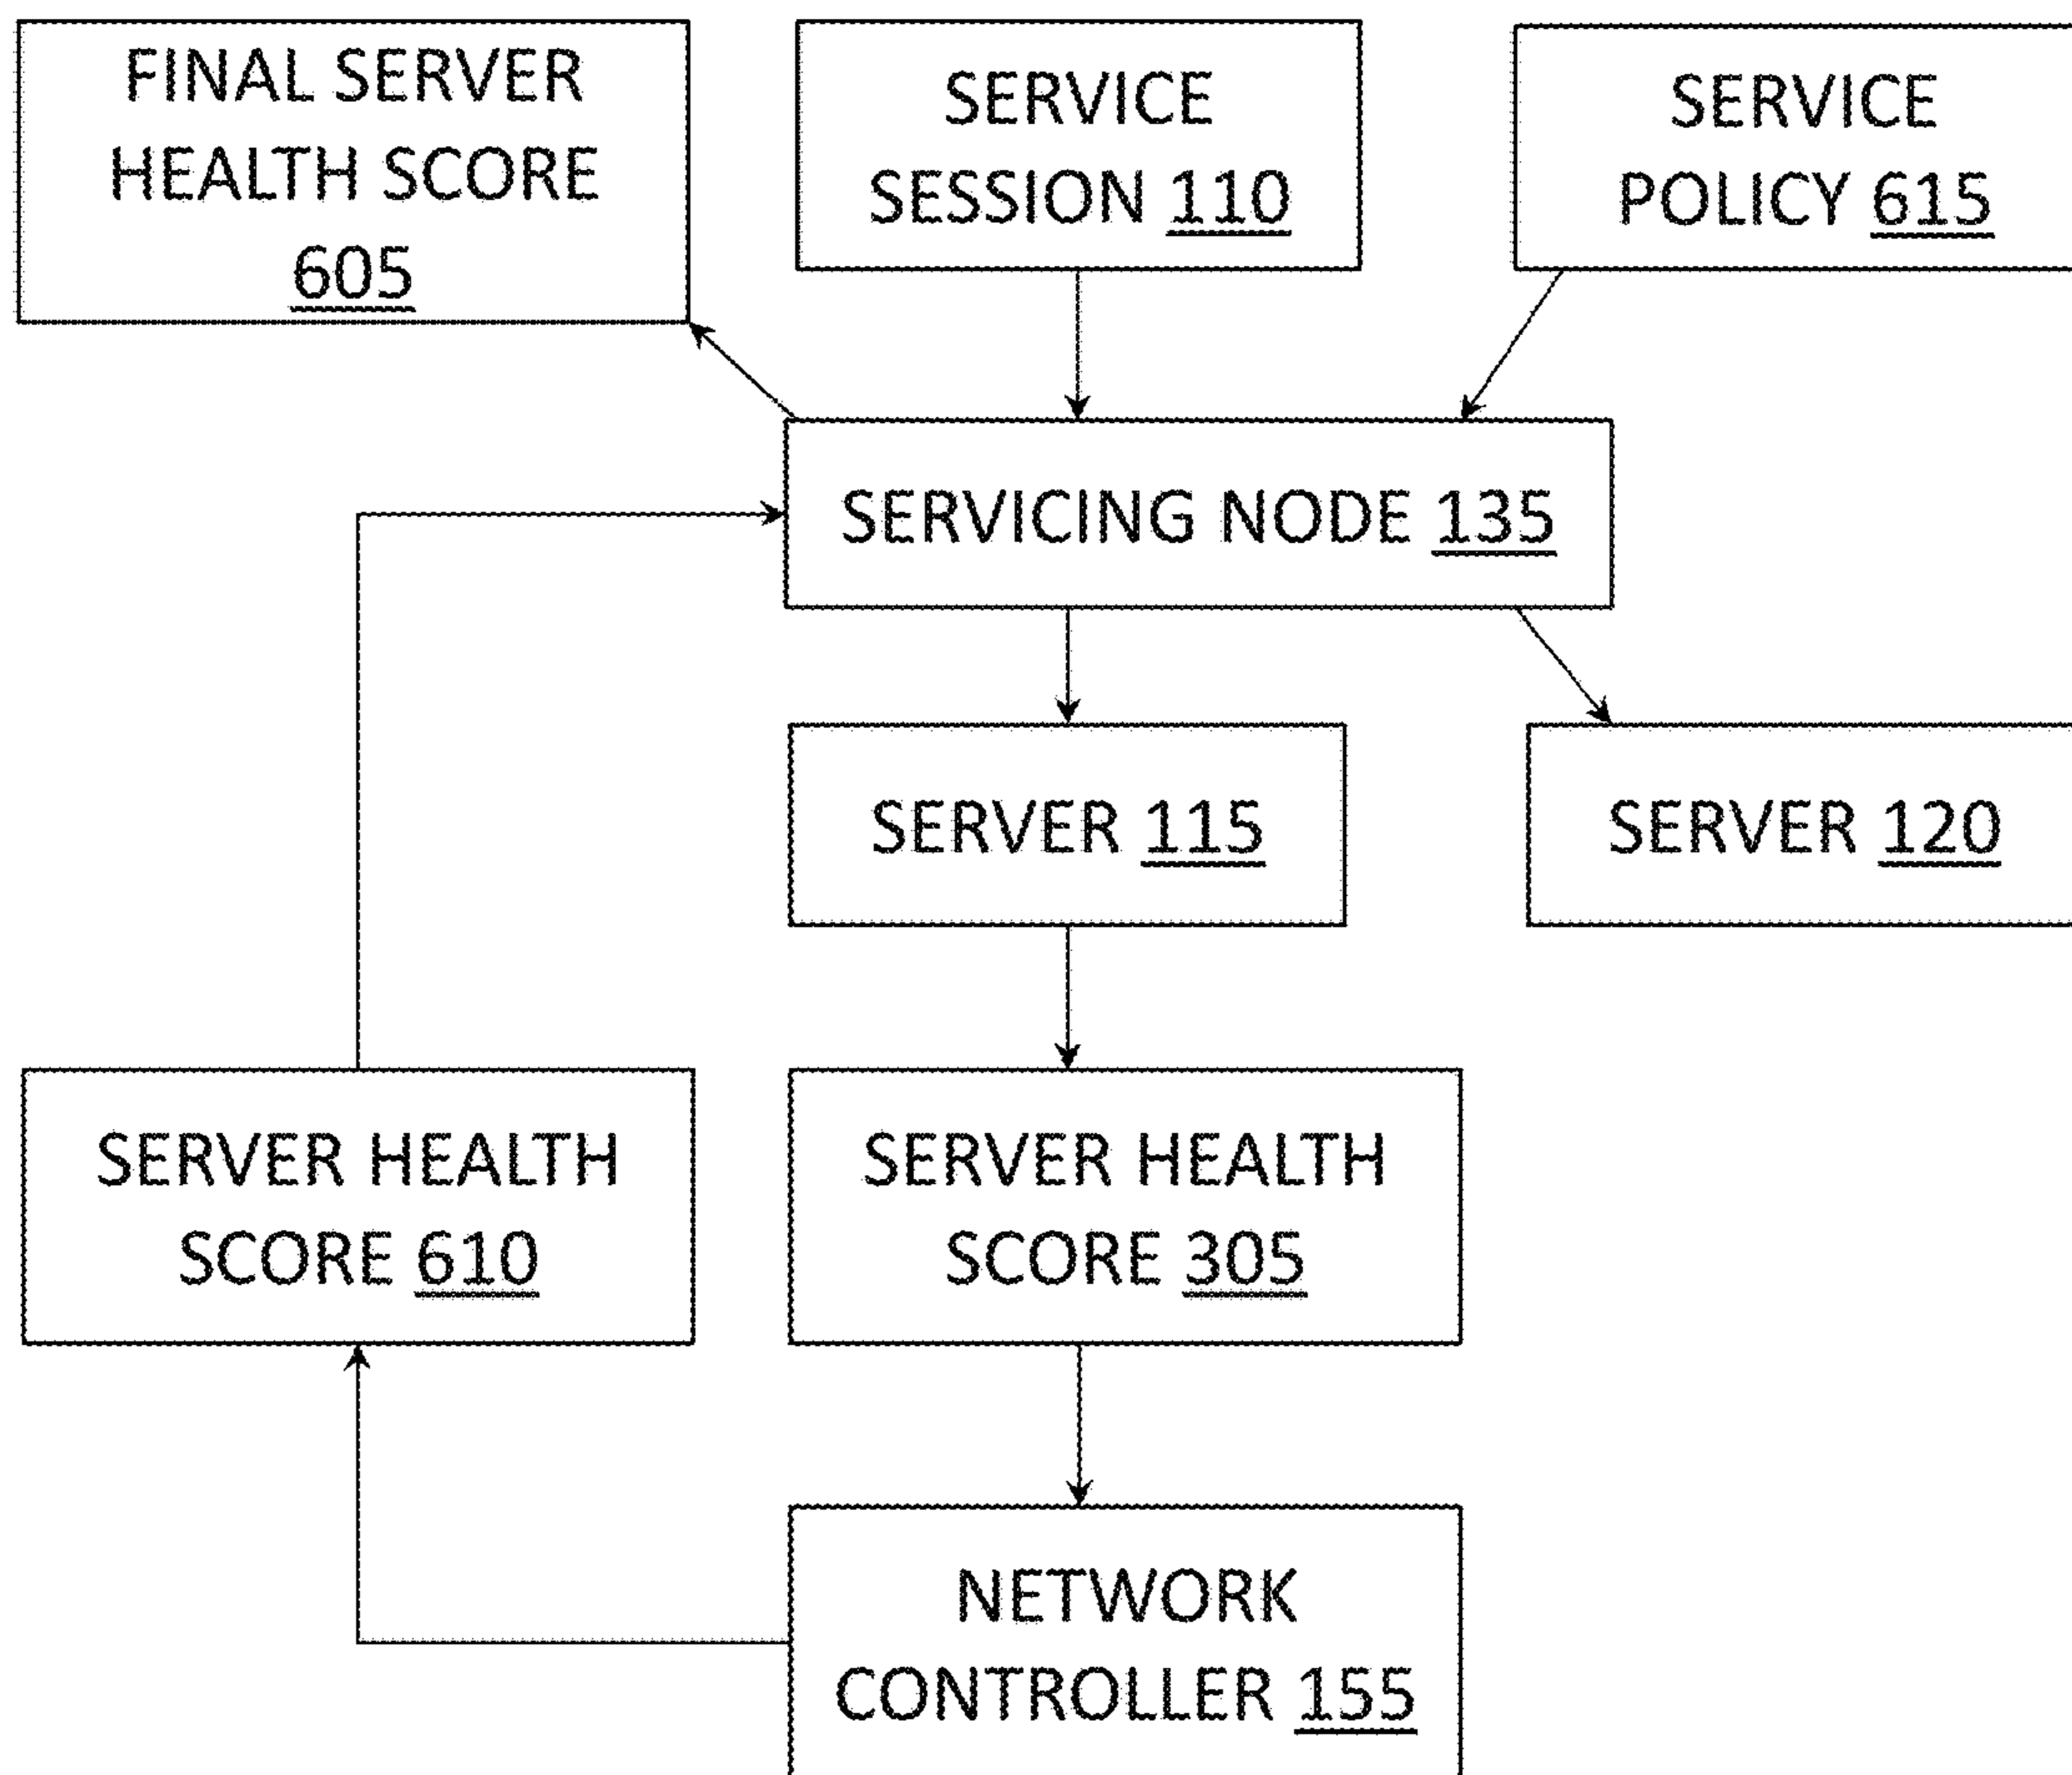 FINAL SERVER
HEALTH SCORE
605
SERVICE
SESSION 110
SERVICE
POLICY 615
SERVICING NODE 135
SERVER 115
SERVER 120
SERVER HEALTH
SCORE 610
SERVER HEALTH
SCORE 305
NETWORK
CONTROLLER 155